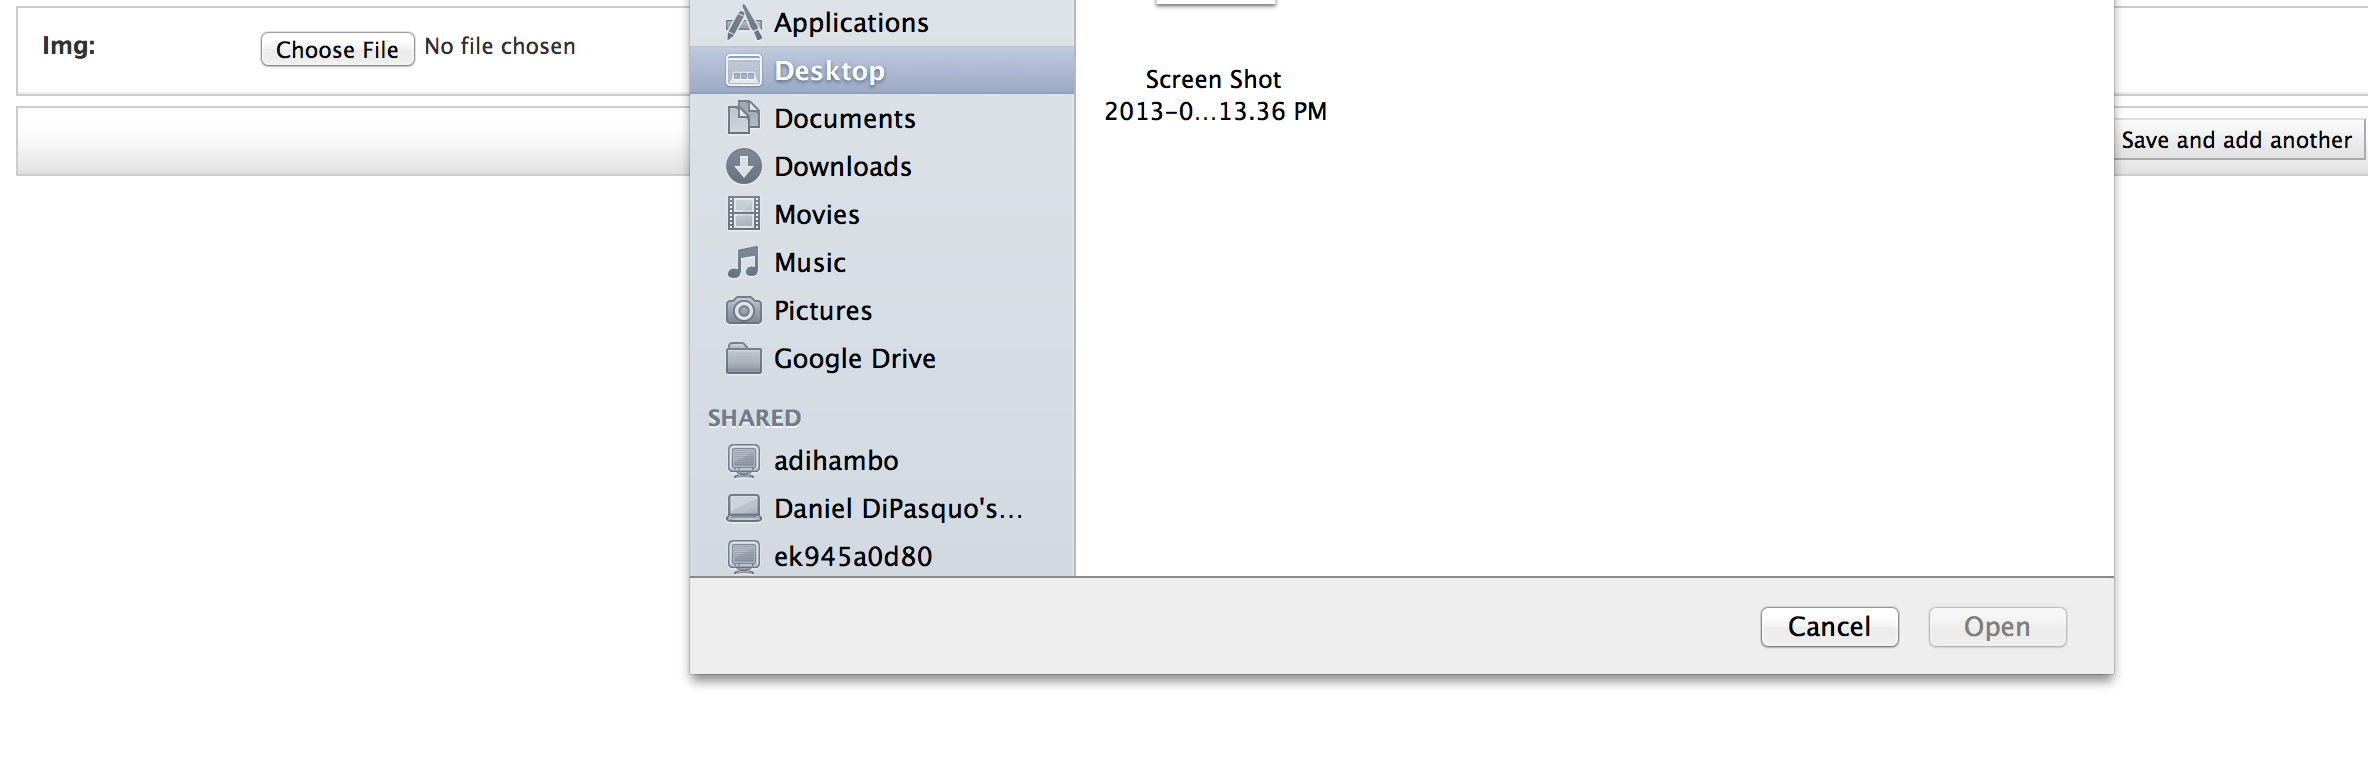 Img:
Choose File No file chosen
Applications
Desktop
Documents
Downloads
Movies
Music
Pictures
Google Drive
SHARED
adihambo
Daniel DiPasquo's...
ek945a0d80
Screen Shot
2013-0...13.36 PM
Save and add another
Cancel
Open